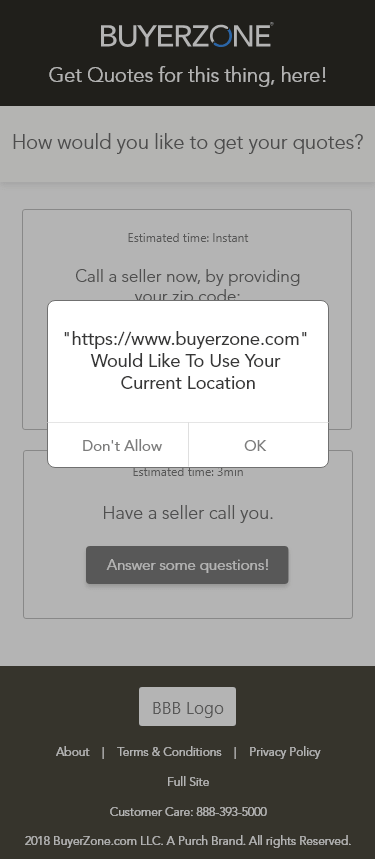 BUYERZONE
Get Quotes for this thing, here!
How would you like to get your quotes?
Estimated time: Instant
Call a seller now, by providing
your zip code:
"https://www.buyerzone.com"
Would Like To Use Your
Current Location
Don't Allow OK
Estimated time: 3min
Have a seller call you.
Answer some questions!
BBB Logo
About | Terms & Conditions | Privacy Policy
Full Site
Customer Care: 888-393-5000
2018 BuyerZone.com LLC. A Purch Brand. All rights Reserved.